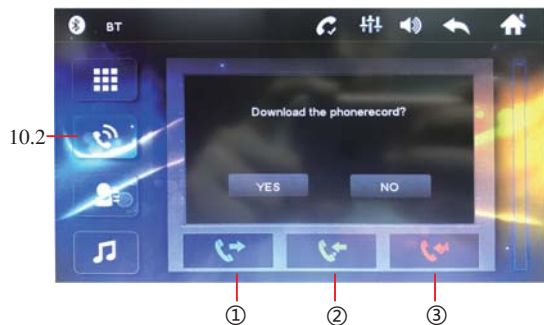 BT
10.2
Download the phonerecord?
YES NO
① ② ③